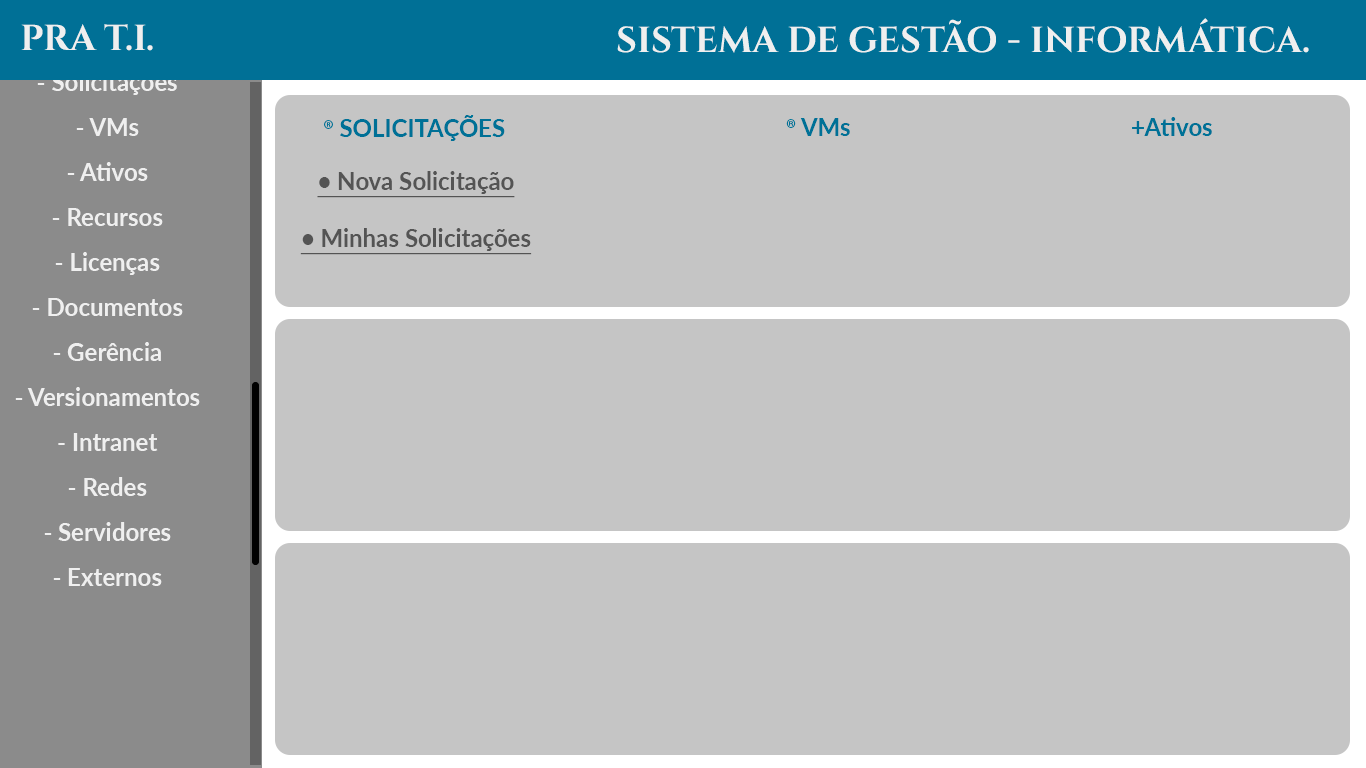 PRA T.I.
SISTEMA DE GESTÃO - INFORMÁTICA.
- Solicitações
- VMs
- Ativos
- Recursos
- Licenças
- Documentos
- Gerência
- Versionamentos
- Intranet
- Redes
- Servidores
- Externos
® SOLICITAÇÕES
● Nova Solicitação
● Minhas Solicitações
® VMs
+Ativos